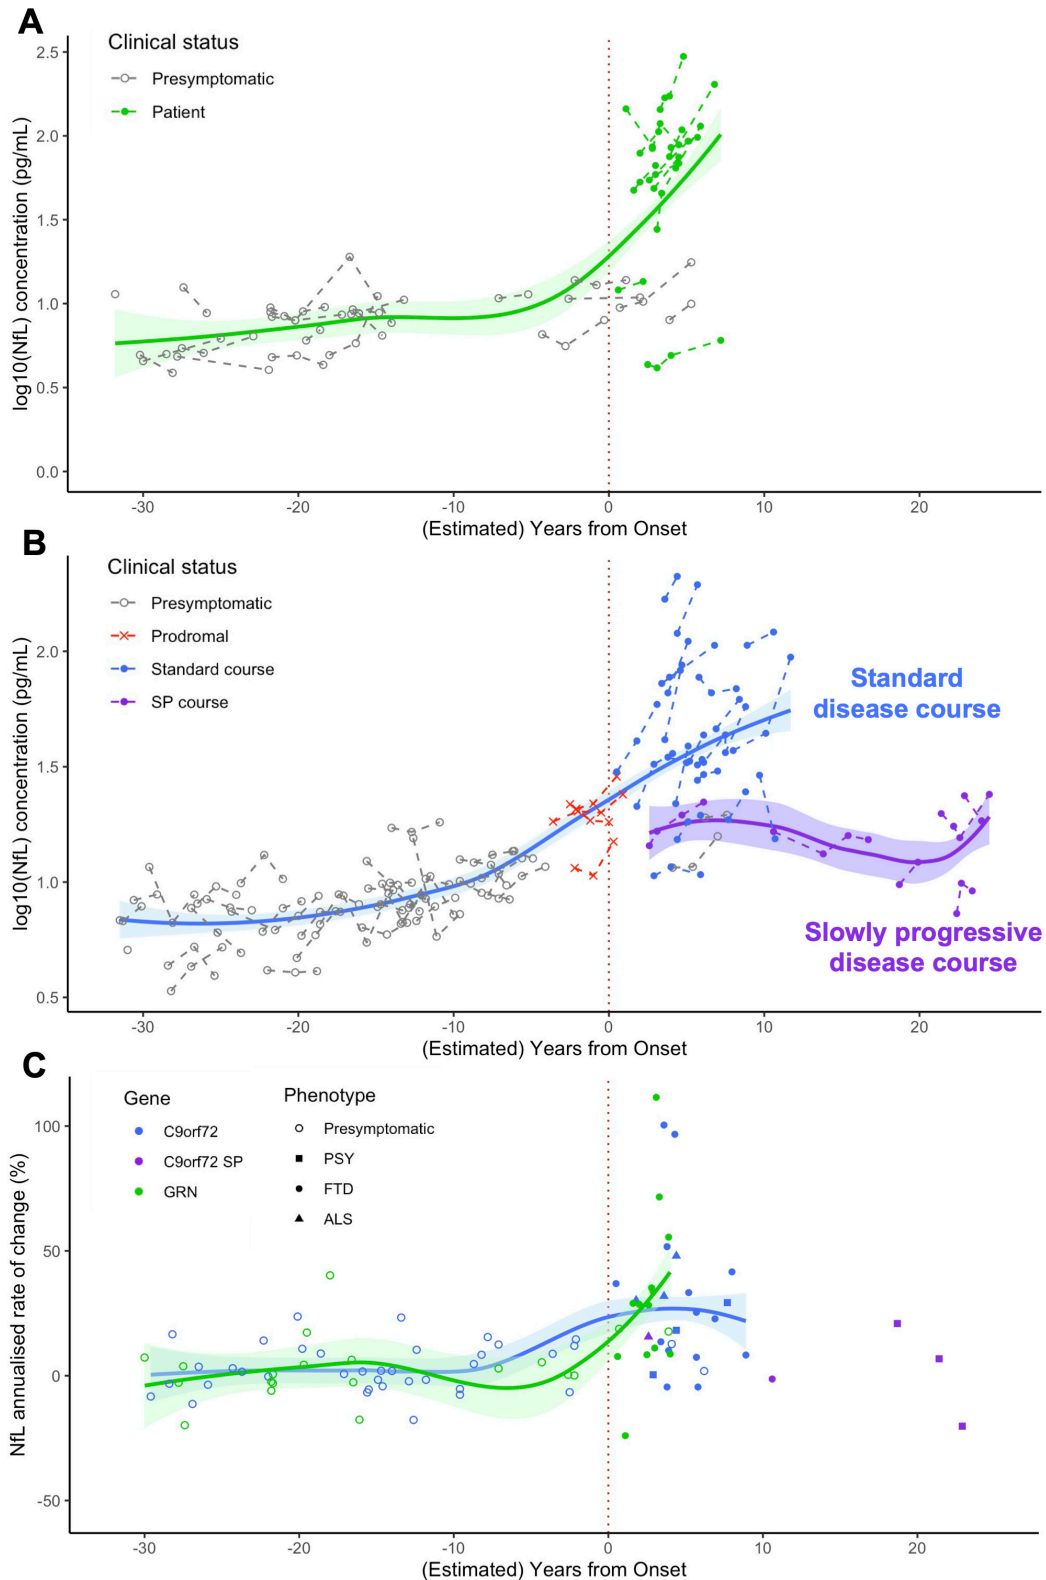 A
Clinical status
Presymptomatic
Patient
log10(NfL) concentration (pg/mL)
2.5
2.0
1.5
1.0
0.5
0.0
-30
-20
-10
0
10
20
(Estimated) Years from Onset
B
Clinical status
Presymptomatic
Prodromal
Standard course
SP course
log10(NfL) concentration (pg/mL)
2.0
1.5
1.0
0.5
Standard
disease course
Slowly progressive
disease course
-30
-20
-10
0
10
20
(Estimated) Years from Onset
C
Gene
C9orf72
C9orf72 SP
GRN
Phenotype
Presymptomatic
PSY
FTD
ALS
NfL annualised rate of change (%)
100
50
0
-50
-30
-20
-10
0
10
20
(Estimated) Years from Onset